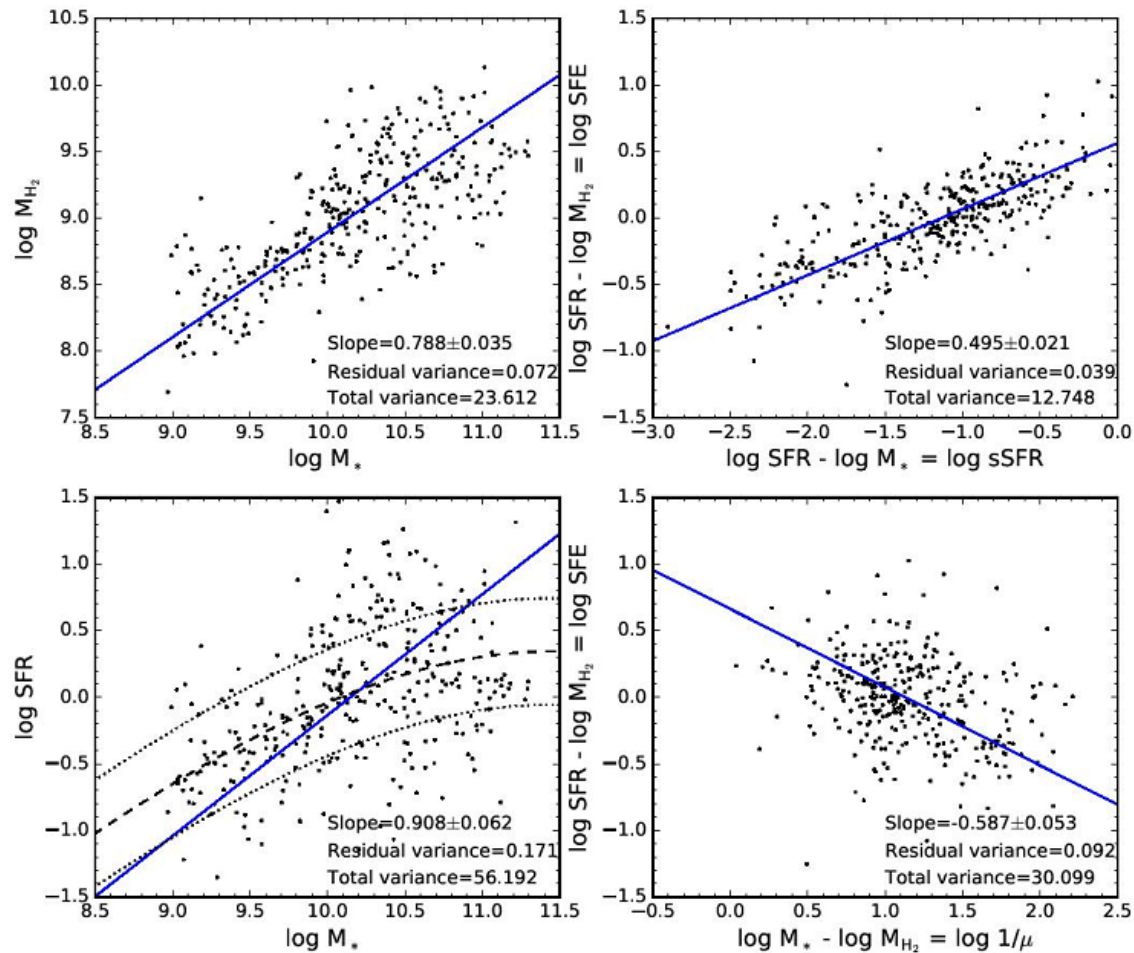 10.5
10.0
9.5
9.0
8.5
8.0
7.5
log M_{H_2}
Slope=0.788±0.035
Residual variance=0.072
Total variance=23.612
8.5 9.0 9.5 10.0 10.5 11.0 11.5
log M_*
1.5
1.0
0.5
0.0
−0.5
−1.0
−1.5
log SFR - log M_{H_2} = log SFE
Slope=0.495±0.021
Residual variance=0.039
Total variance=12.748
−3.0 −2.5 −2.0 −1.5 −1.0 −0.5 0.0
log SFR - log M_* = log sSFR
1.5
1.0
0.5
0.0
−0.5
−1.0
−1.5
log SFR
Slope=0.908±0.062
Residual variance=0.171
Total variance=56.192
8.5 9.0 9.5 10.0 10.5 11.0 11.5
log M_*
1.5
1.0
0.5
0.0
−0.5
−1.0
−1.5
log SFR - log M_{H_2} = log SFE
Slope=-0.587±0.053
Residual variance=0.092
Total variance=30.099
−0.5 0.0 0.5 1.0 1.5 2.0 2.5
log M_* - log M_{H_2} = log 1/μ